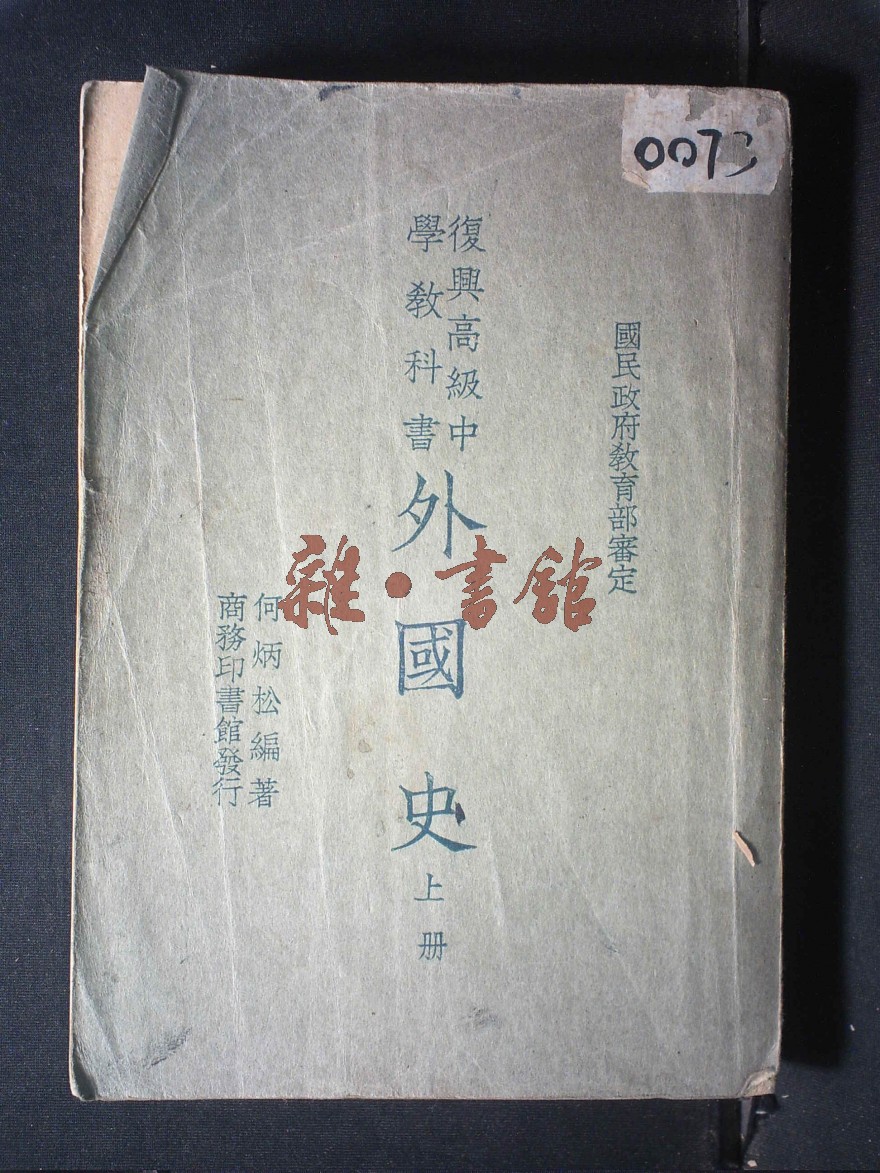 0073
國民政府教育部審定
復興高級中
學教科書
外國史
上册
何炳松編著
商務印書館發行
雜·書館